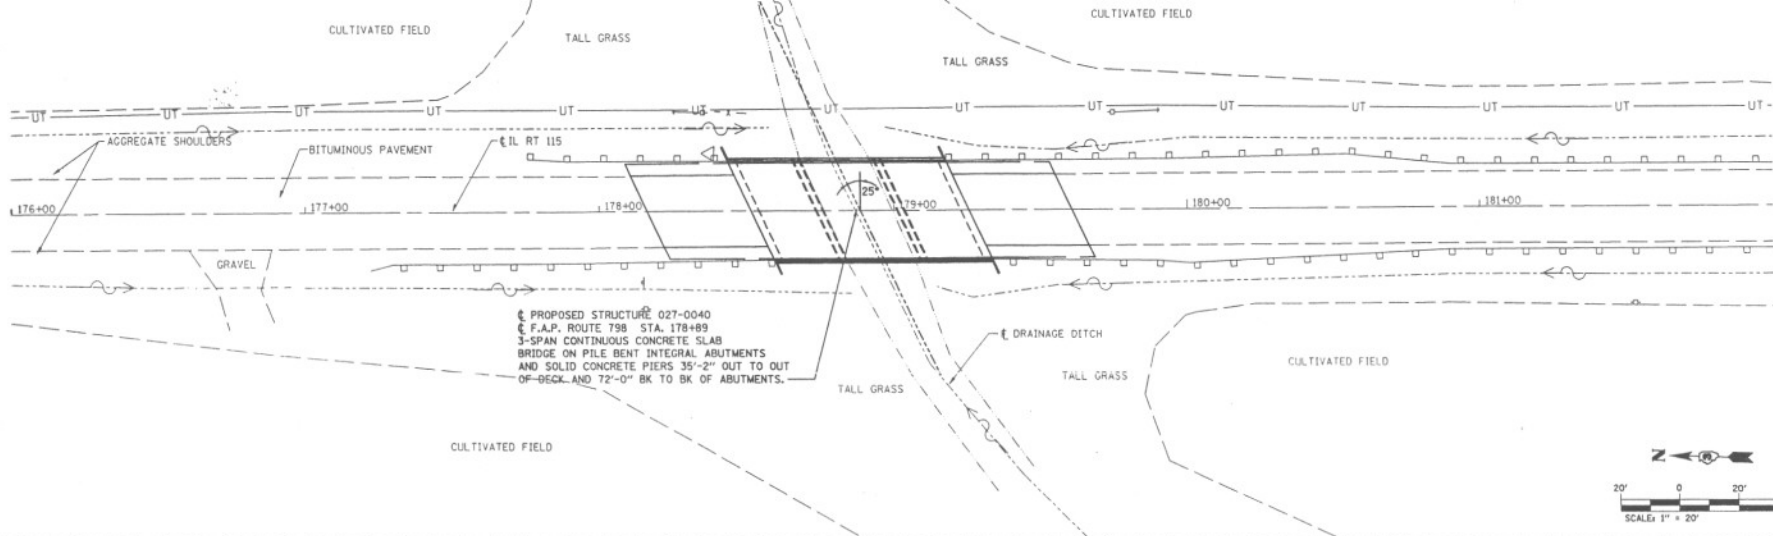 CULTIVATED FIELD
TALL GRASS
CULTIVATED FIELD
TALL GRASS
UT UT UT UT UT UT UT UT UT UT UT UT UT UT
AGGREGATE SHOULDERS
BITUMINOUS PAVEMENT
℄ IL RT 115
25°
176+00 177+00 178+00 79+00 180+00 181+00
GRAVEL
℄ PROPOSED STRUCTURE 027-0040
℄ F.A.P. ROUTE 798 STA. 178+89
3-SPAN CONTINUOUS CONCRETE SLAB
BRIDGE ON PILE BENT INTEGRAL ABUTMENTS
AND SOLID CONCRETE PIERS 35'-2" OUT TO OUT
OF DECK AND 72'-0" BK TO BK OF ABUTMENTS.
℄ DRAINAGE DITCH
TALL GRASS
TALL GRASS
CULTIVATED FIELD
CULTIVATED FIELD
N
20' 0 20'
SCALE: 1" = 20'